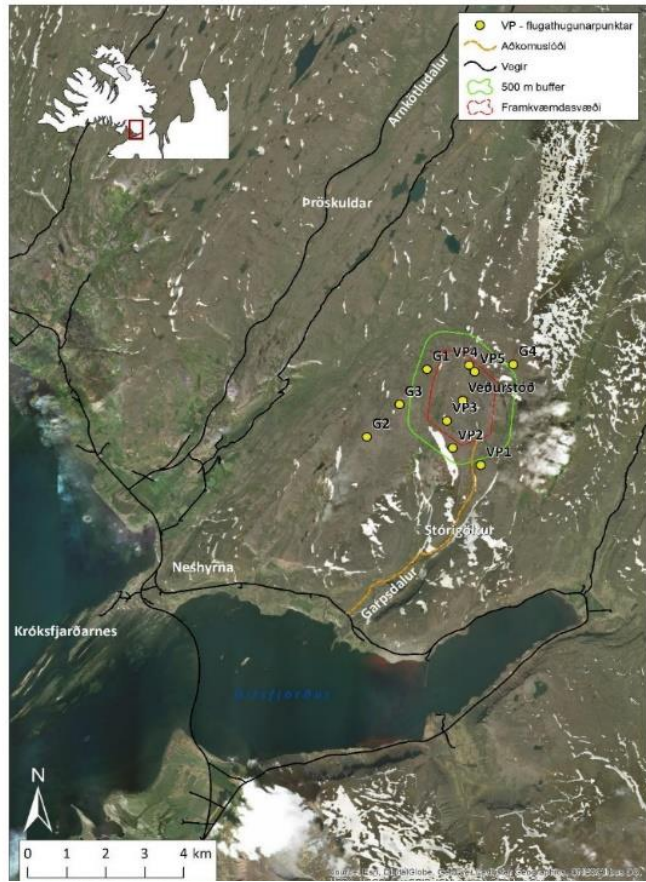 VP - flugathugunarpunktar
Aðkomuslóði
Vegir
500 m buffer
Framkvæmdasvæði
Arnkötludalur
Þröskuldar
G1
VP4
VP5
G4
Veðurstöð
G3
VP3
G2
VP2
VP1
Stórigöltur
Garpsdalur
Neshyrna
Króksfjarðarnes
Gilsfjörður
N
0 1 2 3 4 km